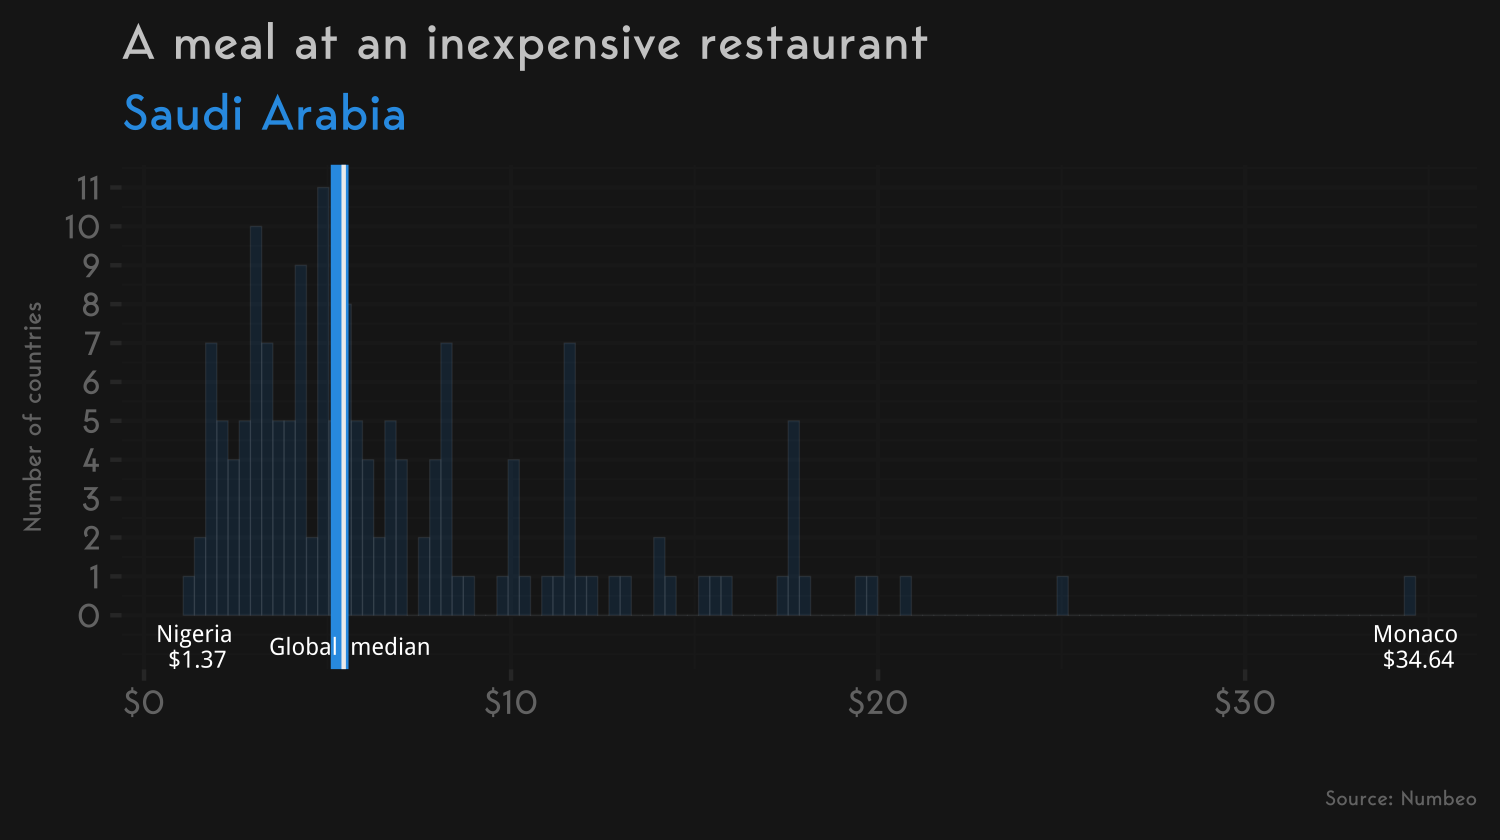 A meal at an inexpensive restaurant
Saudi Arabia
Number of countries
11
10
9
8
7
6
5
4
3
2
1
0
Nigeria
$1.37
Global median
Monaco
$34.64
$0 $10 $20 $30
Source: Numbeo